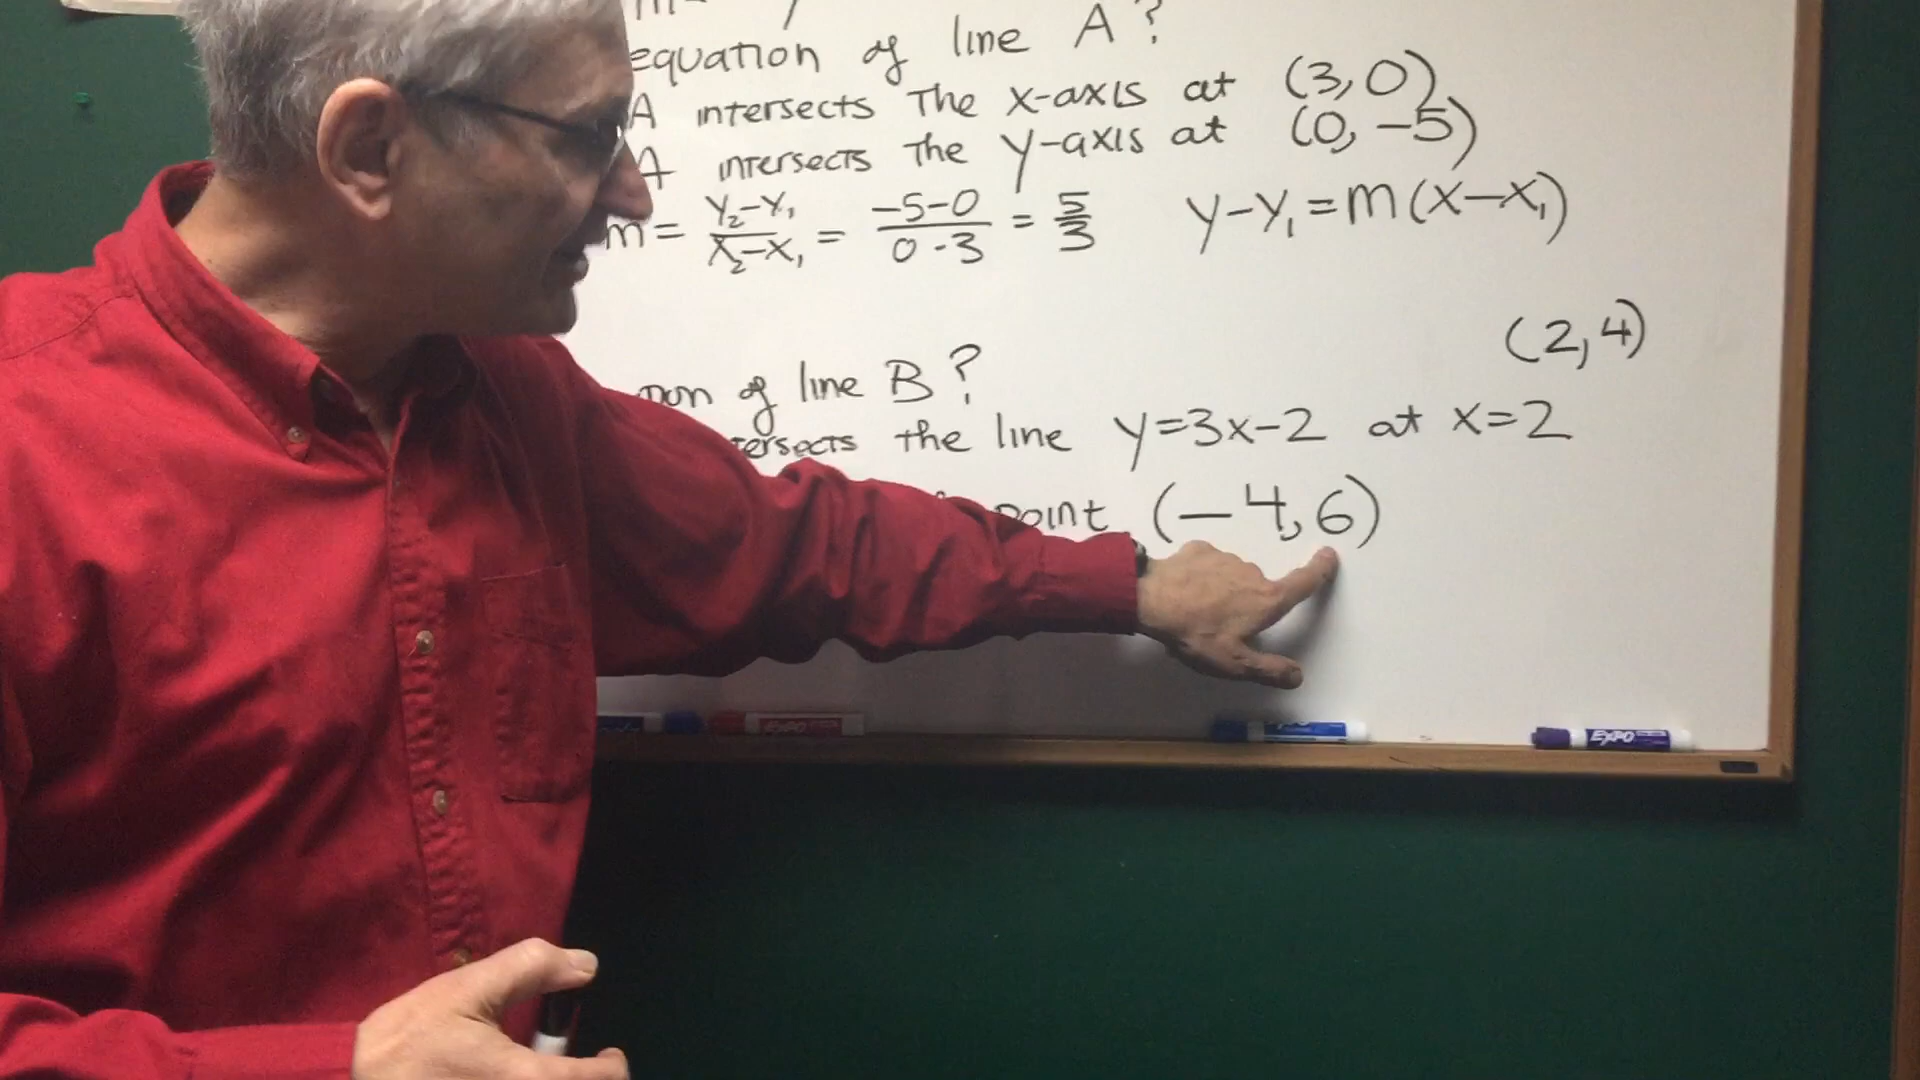 equation of line A?
A intersects the x-axis at (3,0)
A intersects the y-axis at (0,-5)
m= y₂-y₁/x₂-x₁ = -5-0/0-3 = 5/3 y-y₁=m(x-x₁)
(2,4)
of line B?
the line y=3x-2 at x=2
point (-4,6)
EXPO
EXPO